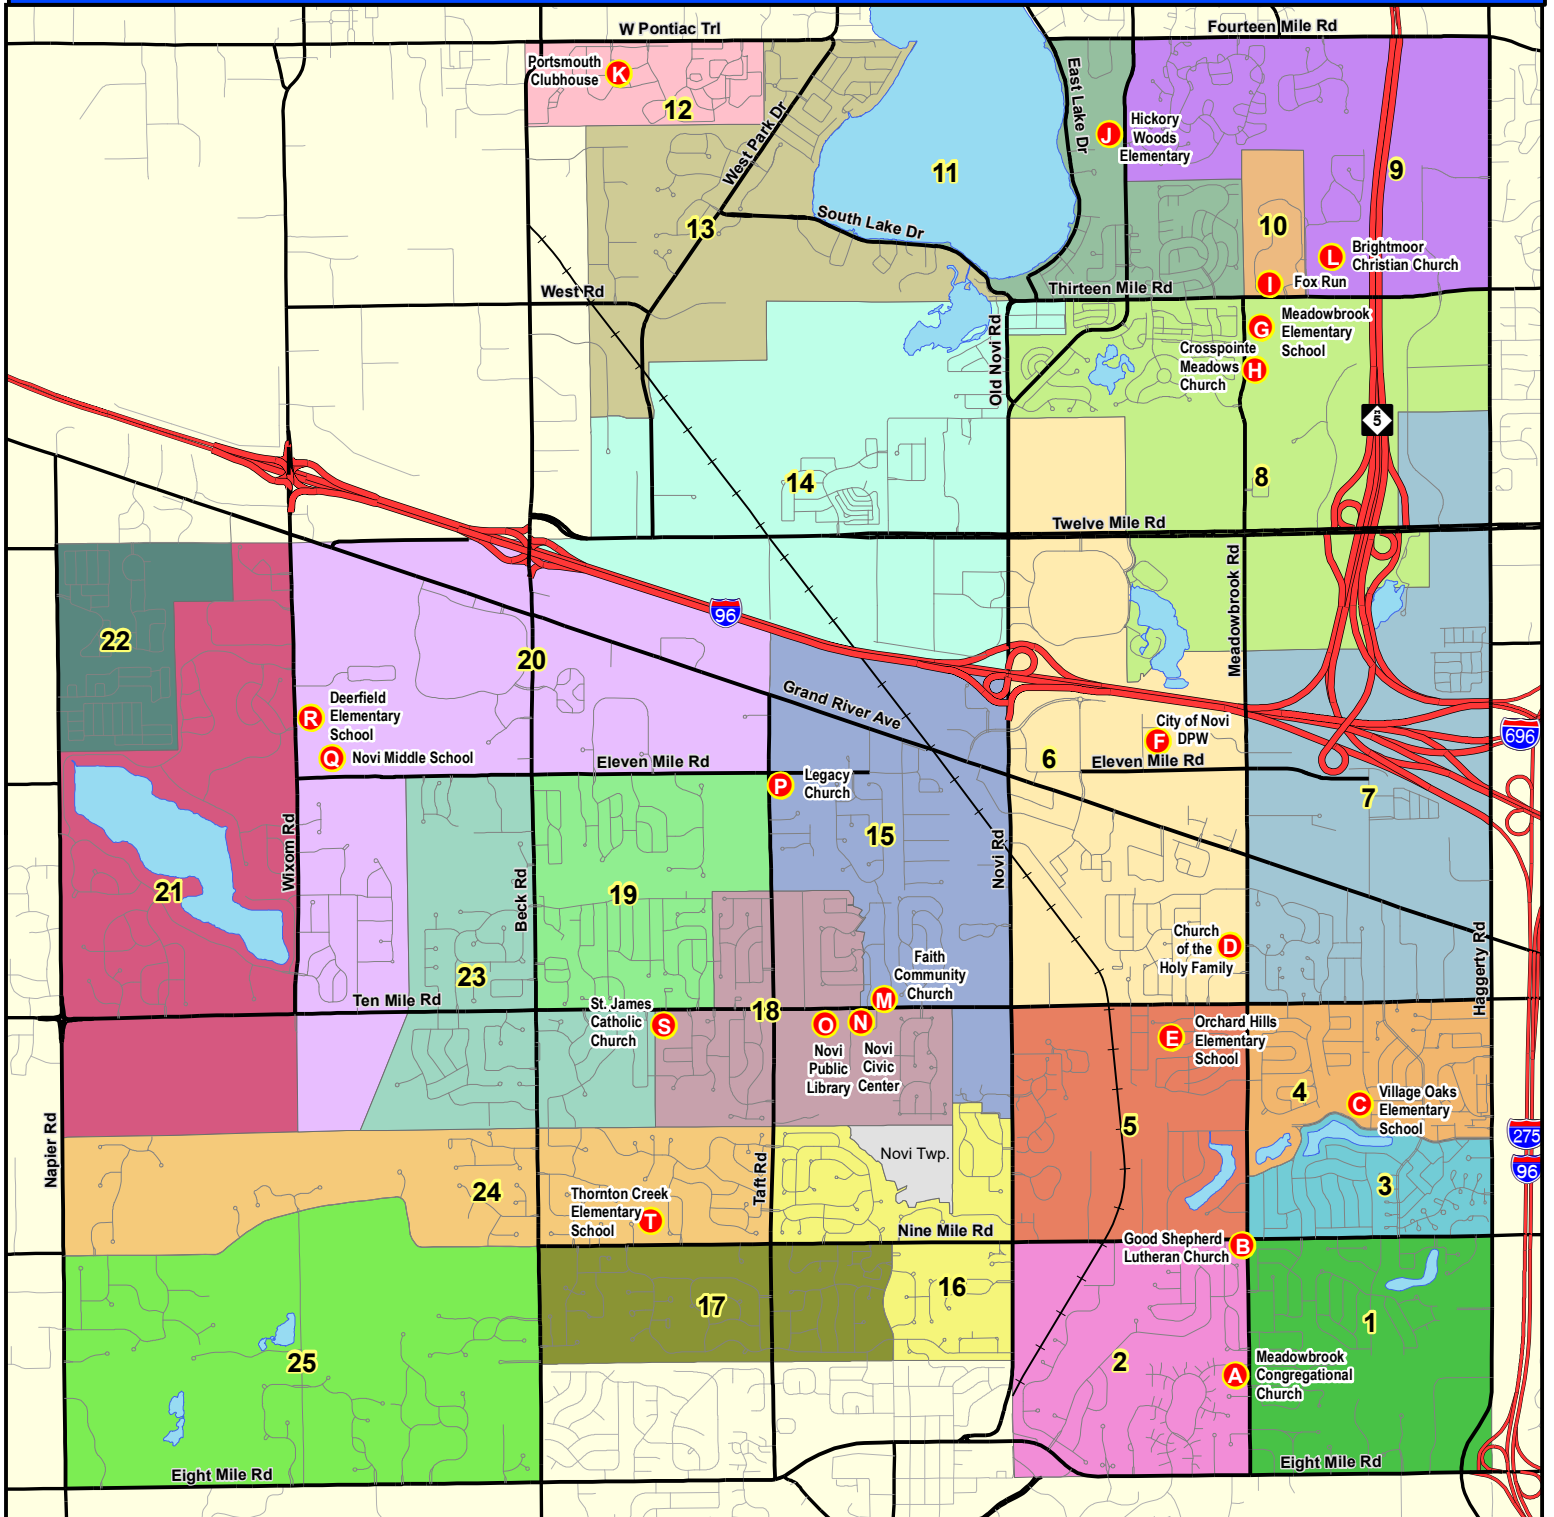 W Pontiac Trl
Fourteen Mile Rd
Portsmouth
Clubhouse
K
12
West Park Dr
East Lake Dr
J
Hickory
Woods
Elementary
11
9
13
South Lake Dr
10
L
Brightmoor
Christian Church
I
Fox Run
West Rd
Thirteen Mile Rd
G
Meadowbrook
Elementary
School
Old Novi Rd
Crosspointe
Meadows
Church
H
M
5
14
8
Twelve Mile Rd
22
20
96
Meadowbrook Rd
R
Deerfield
Elementary
School
Grand River Ave
City of Novi
DPW
F
696
Q
Novi Middle School
Eleven Mile Rd
6
Eleven Mile Rd
P
Legacy
Church
7
Wixom Rd
15
Novi Rd
21
19
Beck Rd
Church
of the
Holy Family
D
Haggerty Rd
Faith
Community
Church
23
Ten Mile Rd
M
St. James
Catholic
Church
S
18
O
N
Novi
Public
Library
Novi
Civic
Center
E
Orchard Hills
Elementary
School
4
C
Village Oaks
Elementary
School
Napier Rd
5
275
96
Novi Twp.
Taft Rd
24
3
Thornton Creek
Elementary
School
T
Nine Mile Rd
Good Shepherd
Lutheran Church
B
17
16
1
25
2
A
Meadowbrook
Congregational
Church
Eight Mile Rd
Eight Mile Rd